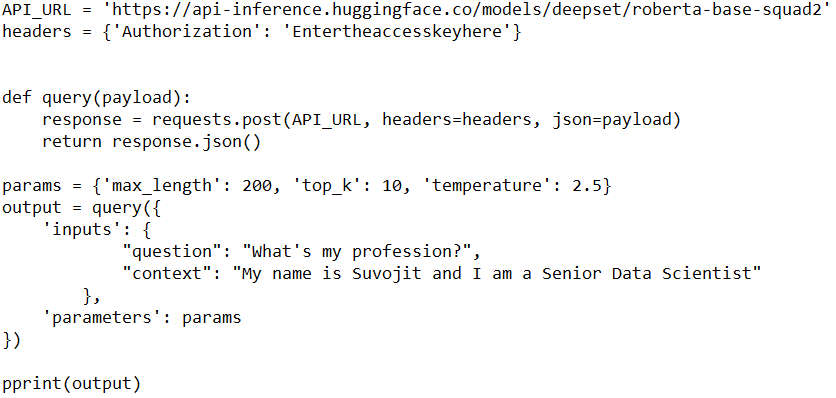 API_URL = 'https://api-inference.huggingface.co/models/deepset/roberta-base-squad2'
headers = {'Authorization': 'Entertheaccesskeyhere'}


def query(payload):
    response = requests.post(API_URL, headers=headers, json=payload)
    return response.json()

params = {'max_length': 200, 'top_k': 10, 'temperature': 2.5}
output = query({
    'inputs': {
            "question": "What's my profession?",
            "context": "My name is Suvojit and I am a Senior Data Scientist"
        },
    'parameters': params
})

pprint(output)